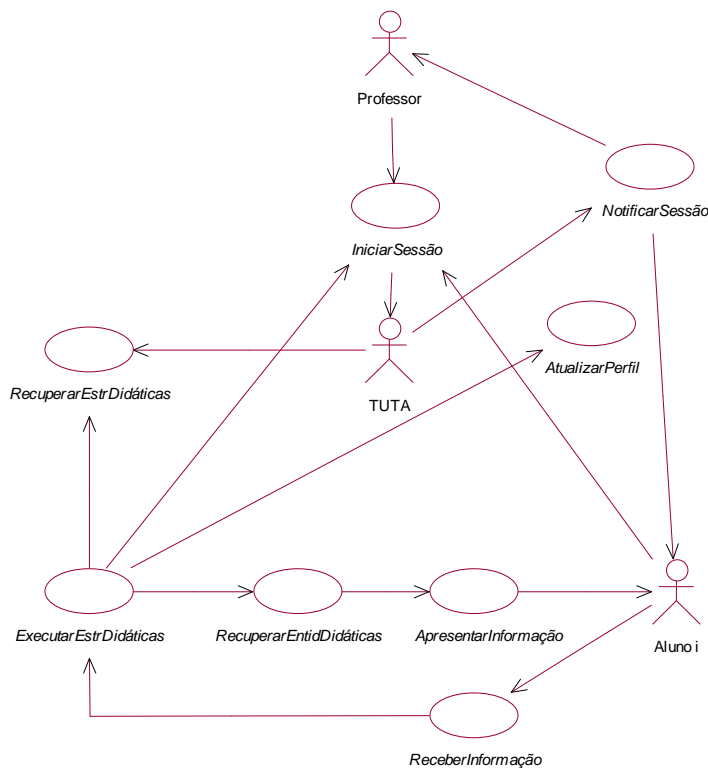 Professor
NotificarSessão
IniciarSessão
AtualizarPerfil
RecuperarEstrDidáticas
TUTA
ExecutarEstrDidáticas
RecuperarEntidDidáticas
ApresentarInformação
Aluno i
ReceberInformação